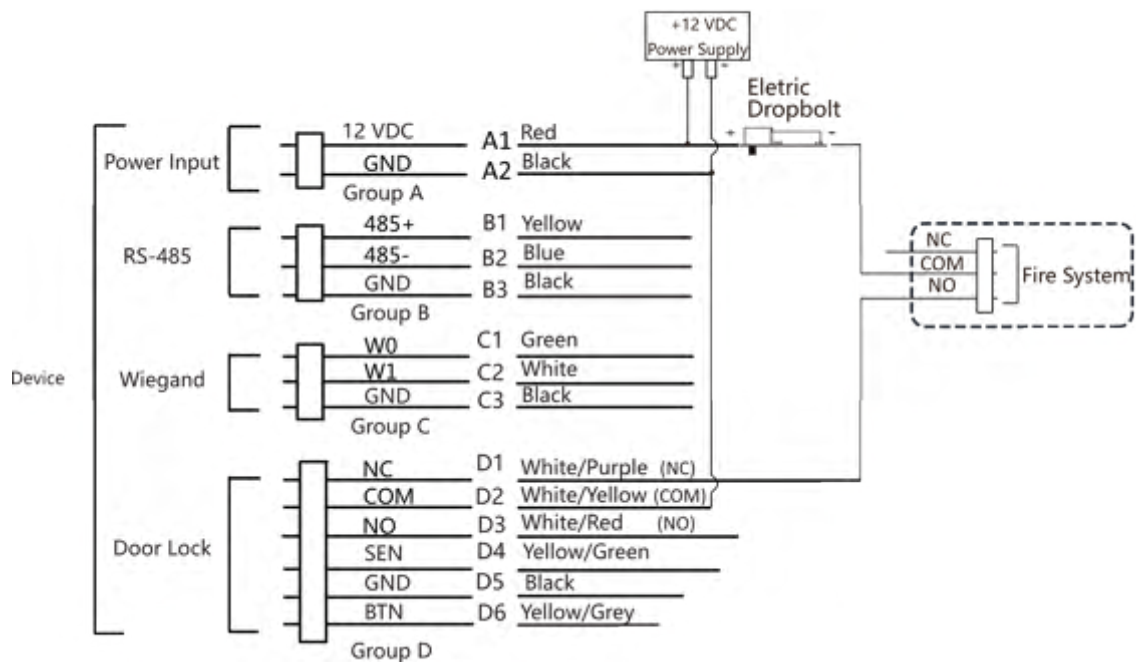 +12 VDC
Power Supply
+ -
Eletric
Dropbolt
+ -
12 VDC A1 Red
Power Input
GND A2 Black
Group A
485+ B1 Yellow
RS-485
485- B2 Blue
GND B3 Black
Group B
NC
COM
NO
Fire System
W0 C1 Green
Device
Wiegand
W1 C2 White
GND C3 Black
Group C
NC D1 White/Purple (NC)
COM D2 White/Yellow (COM)
NO D3 White/Red (NO)
Door Lock
SEN D4 Yellow/Green
GND D5 Black
BTN D6 Yellow/Grey
Group D